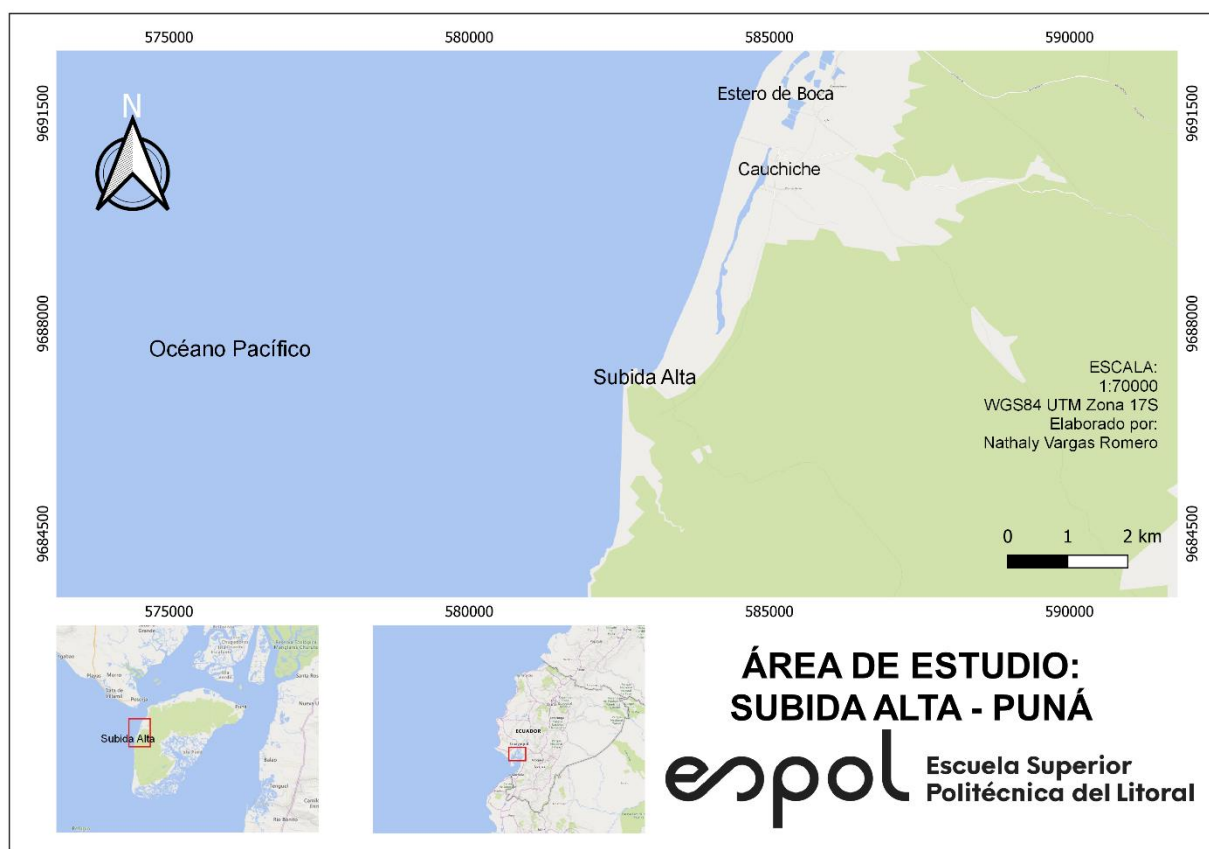 575000 580000 585000 590000
N
9691500
9691500
Estero de Boca
Cauchiche
9688000
9688000
Océano Pacífico
Subida Alta
ESCALA:
1:70000
WGS84 UTM Zona 17S
Elaborado por:
Nathaly Vargas Romero
9684500
9684500
0 1 2 km
575000 580000 585000 590000
Subida Alta
ECUADOR
ÁREA DE ESTUDIO:
SUBIDA ALTA - PUNÁ
espol
Escuela Superior
Politécnica del Litoral